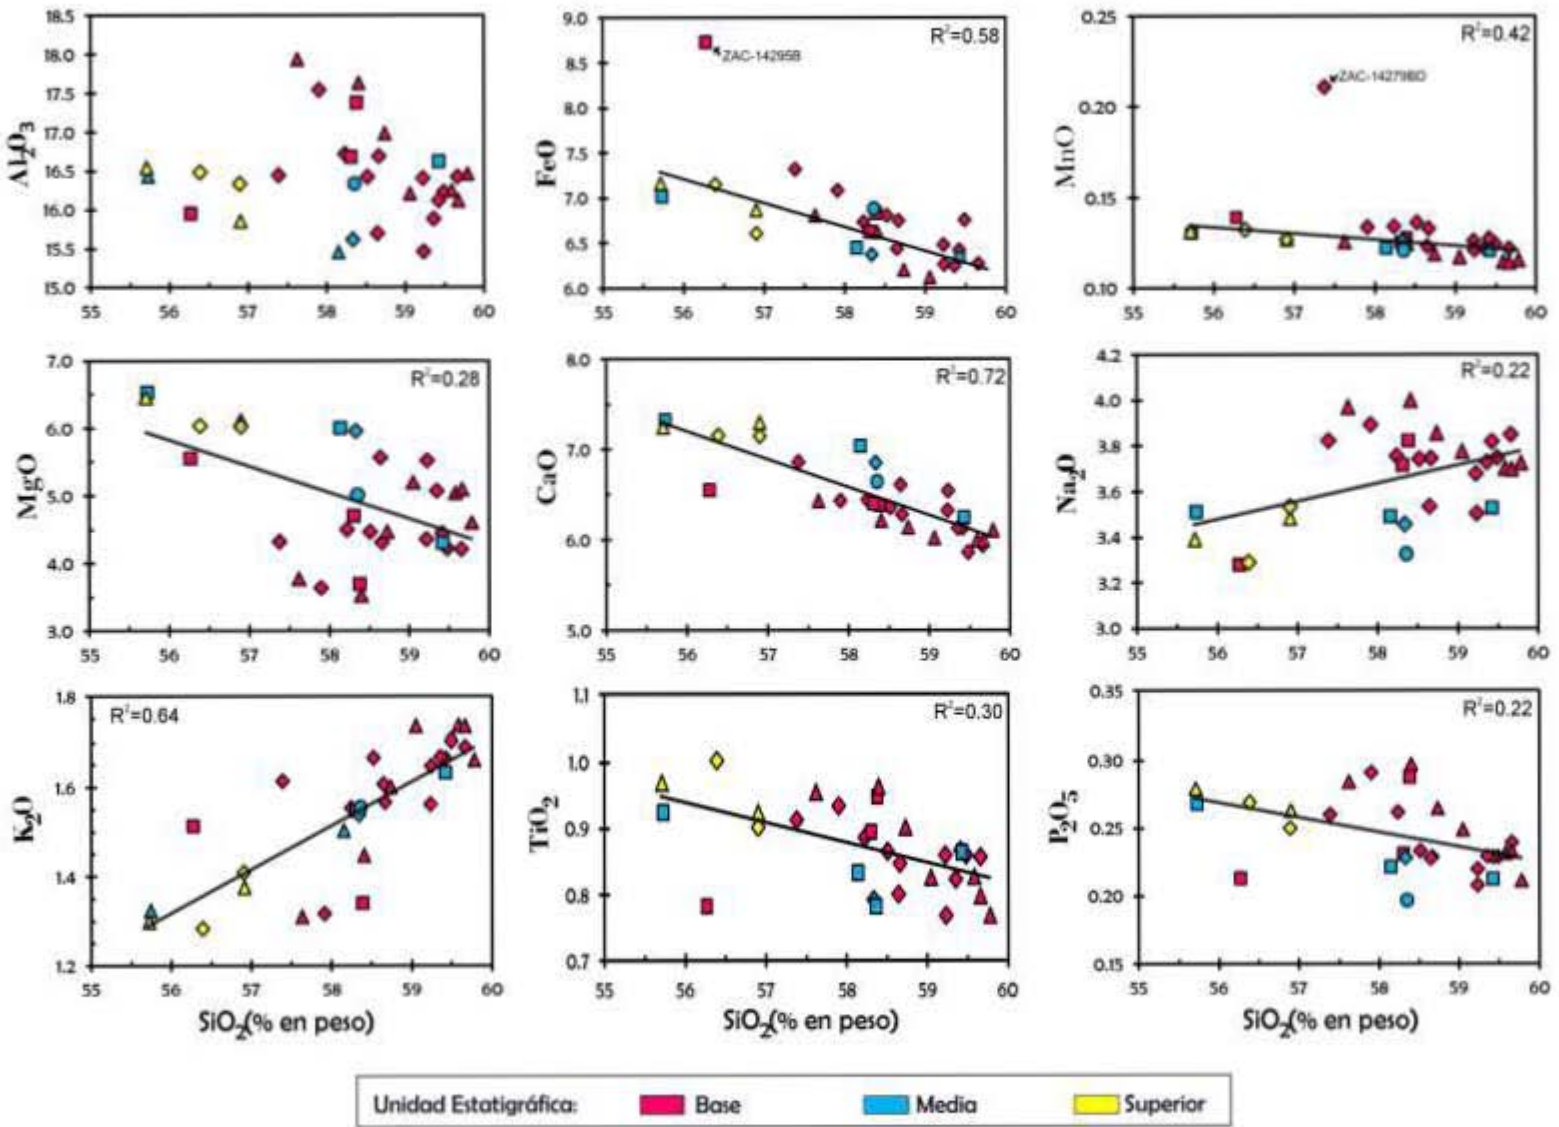 18.5
18.0
17.5
17.0
16.5
16.0
15.5
15.0
Al2O3
55 56 57 58 59 60
9.0
8.5
8.0
7.5
7.0
6.5
6.0
FeO
R²=0.58
ZAC-14295B
55 56 57 58 59 60
0.25
0.20
0.15
0.10
MnO
R²=0.42
ZAC-14279BD
55 56 57 58 59 60
7.0
6.0
5.0
4.0
3.0
MgO
R²=0.28
55 56 57 58 59 60
8.0
7.0
6.0
5.0
CaO
R²=0.72
55 56 57 58 59 60
4.2
4.0
3.8
3.6
3.4
3.2
3.0
Na2O
R²=0.22
55 56 57 58 59 60
1.8
1.6
1.4
1.2
K2O
R²=0.64
55 56 57 58 59 60
SiO2(% en peso)
1.1
1.0
0.9
0.8
0.7
TiO2
R²=0.30
55 56 57 58 59 60
SiO2(% en peso)
0.35
0.30
0.25
0.20
0.15
P2O5
R²=0.22
55 56 57 58 59 60
SiO2(% en peso)
Unidad Estatigráfica: Base Media Superior